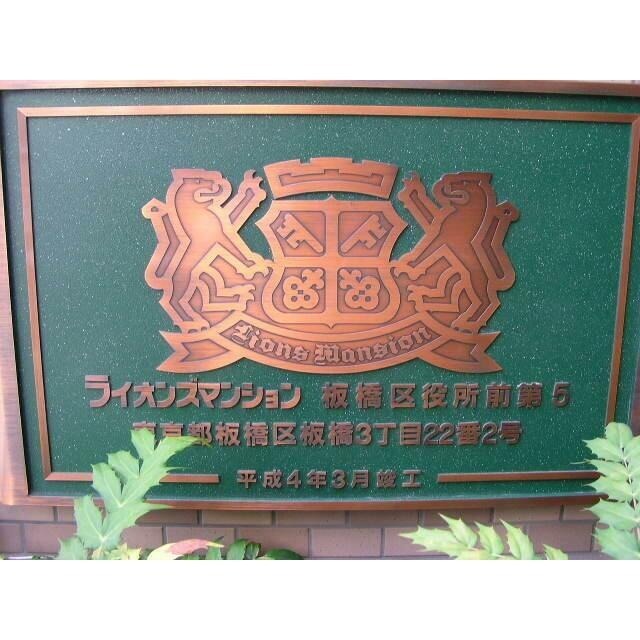 Lions Mansion
ライオンズマンション 板橋区役所前第5
東京都板橋区板橋3丁目22番2号
平成4年3月竣工